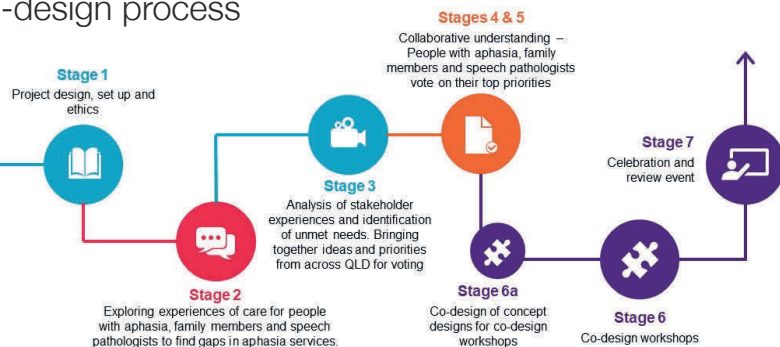 -design process
Stage 1
Project design, set up and
ethics
Stage 2
Exploring experiences of care for people
with aphasia, family members and speech
pathologists to find gaps in aphasia services.
Stage 3
Analysis of stakeholder
experiences and identification
of unmet needs. Bringing
together ideas and priorities
from across QLD for voting
Stages 4 & 5
Collaborative understanding –
People with aphasia, family
members and speech pathologists
vote on their top priorities
Stage 6a
Co-design of concept
designs for co-design
workshops
Stage 6
Co-design workshops
Stage 7
Celebration and
review event